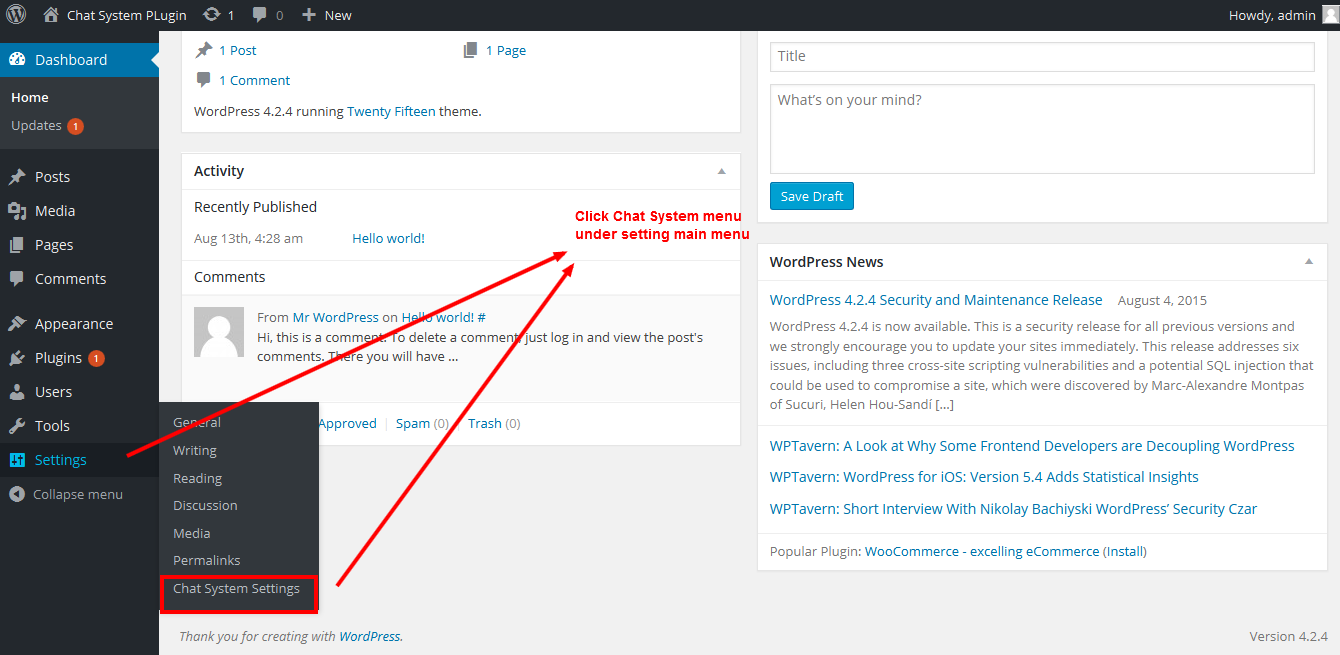 Chat System PLugin 1 0 New Howdy, admin
Dashboard
Home
Updates 1
Posts
Media
Pages
Comments
Appearance
Plugins 1
Users
Tools
Settings
Collapse menu
General
Writing
Reading
Discussion
Media
Permalinks
Chat System Settings
1 Post 1 Page
1 Comment
WordPress 4.2.4 running Twenty Fifteen theme.
Activity
Recently Published
Aug 13th, 4:28 am Hello world!
Click Chat System menu
under setting main menu
Comments
From Mr WordPress on Hello world! #
Hi, this is a comment. To delete a comment, just log in and view the post's
comments. There you will have ...
Approved | Spam (0) Trash (0)
Title
What's on your mind?
Save Draft
WordPress News
WordPress 4.2.4 Security and Maintenance Release August 4, 2015
WordPress 4.2.4 is now available. This is a security release for all previous versions and
we strongly encourage you to update your sites immediately. This release addresses six
issues, including three cross-site scripting vulnerabilities and a potential SQL injection that
could be used to compromise a site, which were discovered by Marc-Alexandre Montpas
of Sucuri, Helen Hou-Sandí [...]
WPTavern: A Look at Why Some Frontend Developers are Decoupling WordPress
WPTavern: WordPress for iOS: Version 5.4 Adds Statistical Insights
WPTavern: Short Interview With Nikolay Bachiyski WordPress' Security Czar
Popular Plugin: WooCommerce - excelling eCommerce (Install)
Thank you for creating with WordPress.
Version 4.2.4